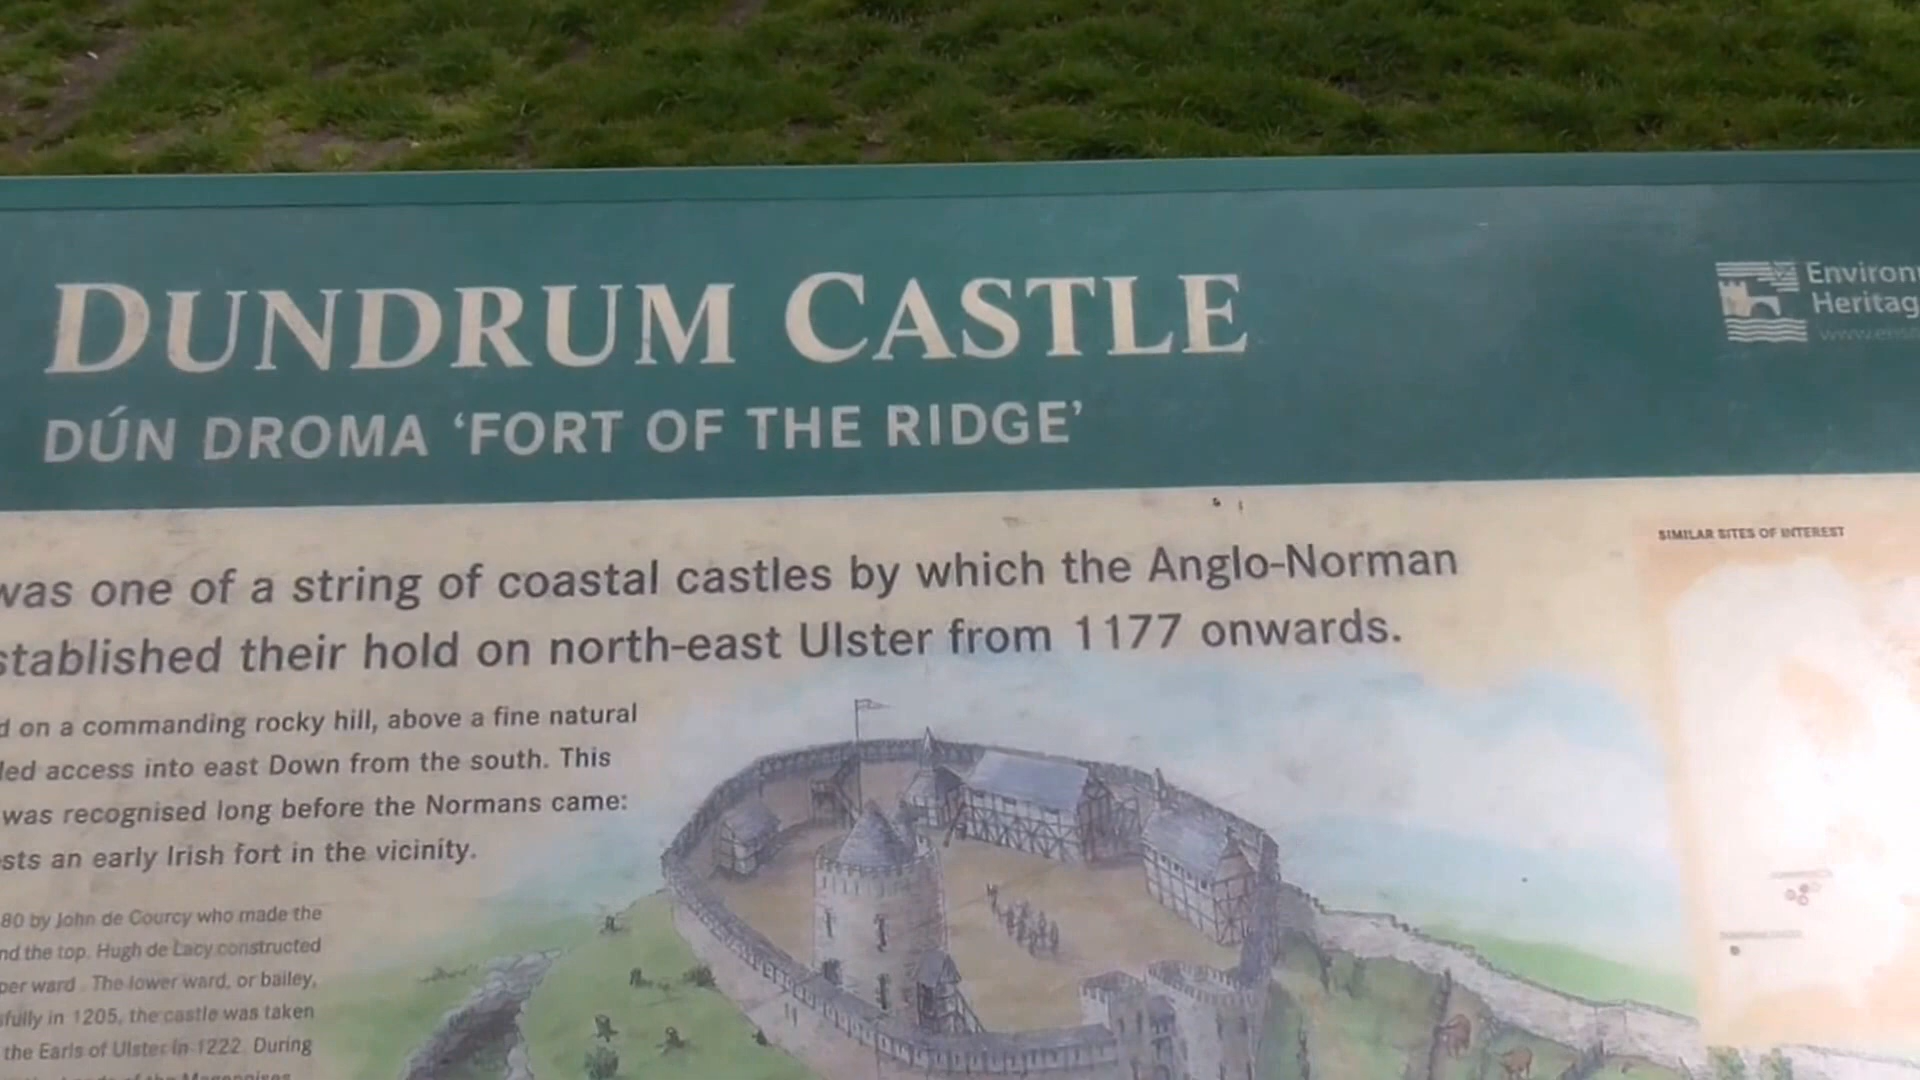 DUNDRUM CASTLE
DÚN DROMA ‘FORT OF THE RIDGE’
Environ
Heritag
was one of a string of coastal castles by which the Anglo-Norman
stablished their hold on north-east Ulster from 1177 onwards.
SIMILAR SITES OF INTEREST
d on a commanding rocky hill, above a fine natural
led access into east Down from the south. This
was recognised long before the Normans came:
sts an early Irish fort in the vicinity.
80 by John de Courcy who made the
nd the top. Hugh de Lacy constructed
per ward. The lower ward, or bailey,
sfully in 1205, the castle was taken
the Earls of Ulster in 1222. During